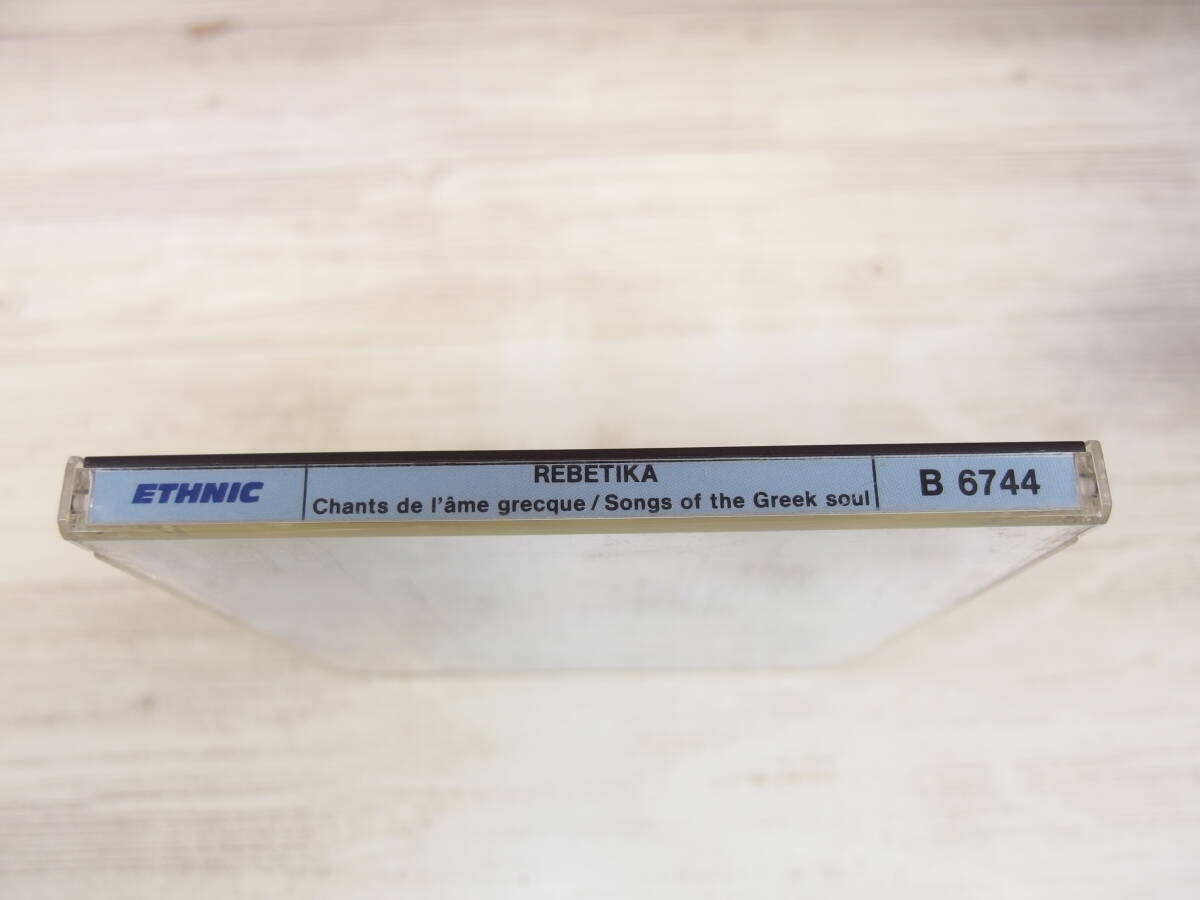 ETHNIC
REBETIKA
Chants de l'âme grecque / Songs of the Greek soul
B 6744